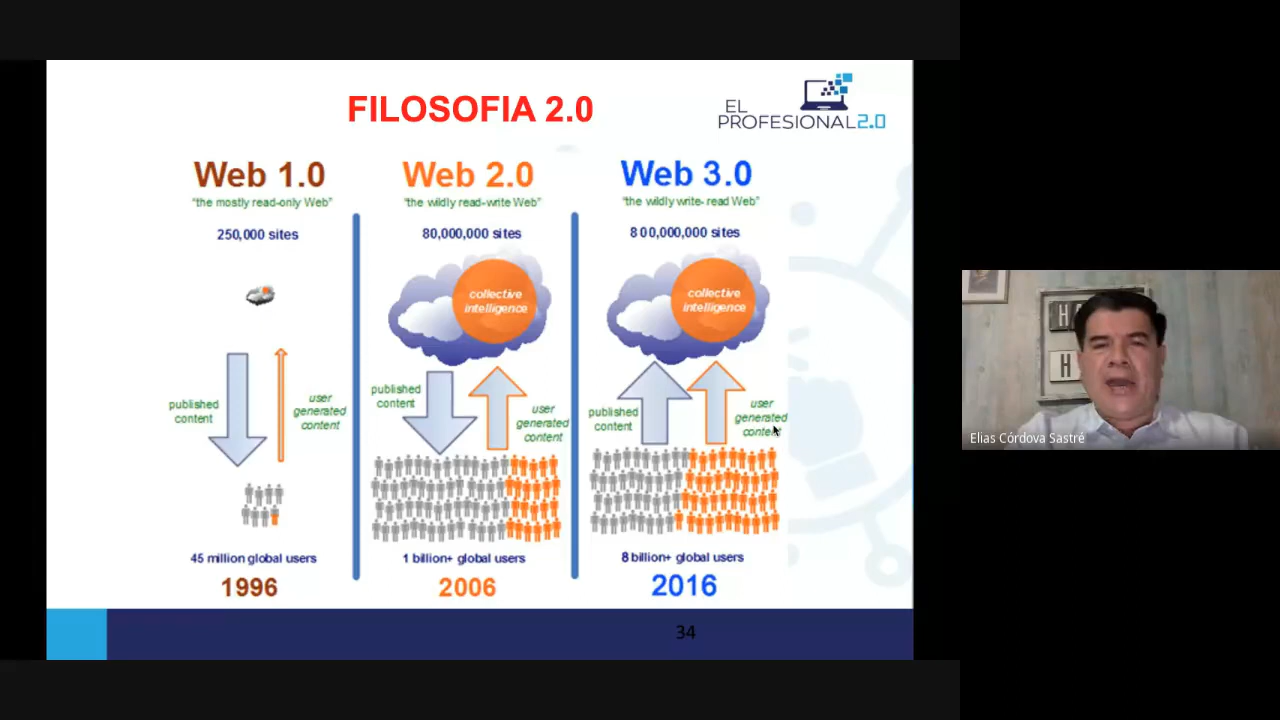 FILOSOFIA 2.0
EL
PROFESIONAL2.0
Web 1.0
"the mostly read-only Web"
250,000 sites
published
content
user
generated
content
45 million global users
1996
Web 2.0
"the wildly read-write Web"
80,000,000 sites
collective
intelligence
published
content
user
generated
content
1 billion+ global users
2006
Web 3.0
"the wildly write- read Web"
800,000,000 sites
collective
intelligence
published
content
user
generated
content
8 billion+ global users
2016
34
H
H
Elias Córdova Sastré